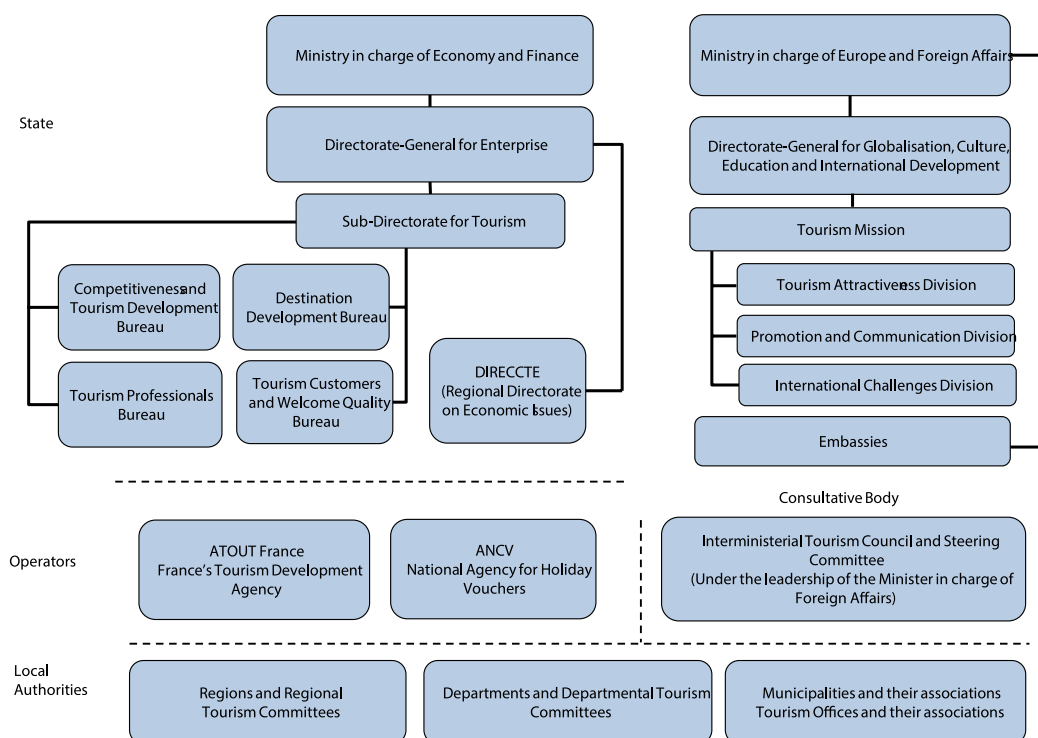 Ministry in charge of Economy and Finance
Ministry in charge of Europe and Foreign Affairs
State
Directorate-General for Enterprise
Directorate-General for Globalisation, Culture,
Education and International Development
Sub-Directorate for Tourism
Tourism Mission
Competitiveness and
Tourism Development
Bureau
Destination
Development Bureau
Tourism Attractiveness Division
Promotion and Communication Division
Tourism Professionals
Bureau
Tourism Customers
and Welcome Quality
Bureau
DIRECCTE
(Regional Directorate
on Economic Issues)
International Challenges Division
Embassies
Consultative Body
Operators
ATOUT France
France's Tourism Development
Agency
ANCV
National Agency for Holiday
Vouchers
Interministerial Tourism Council and Steering
Committee
(Under the leadership of the Minister in charge of
Foreign Affairs)
Local
Authorities
Regions and Regional
Tourism Committees
Departments and Departmental Tourism
Committees
Municipalities and their associations
Tourism Offices and their associations